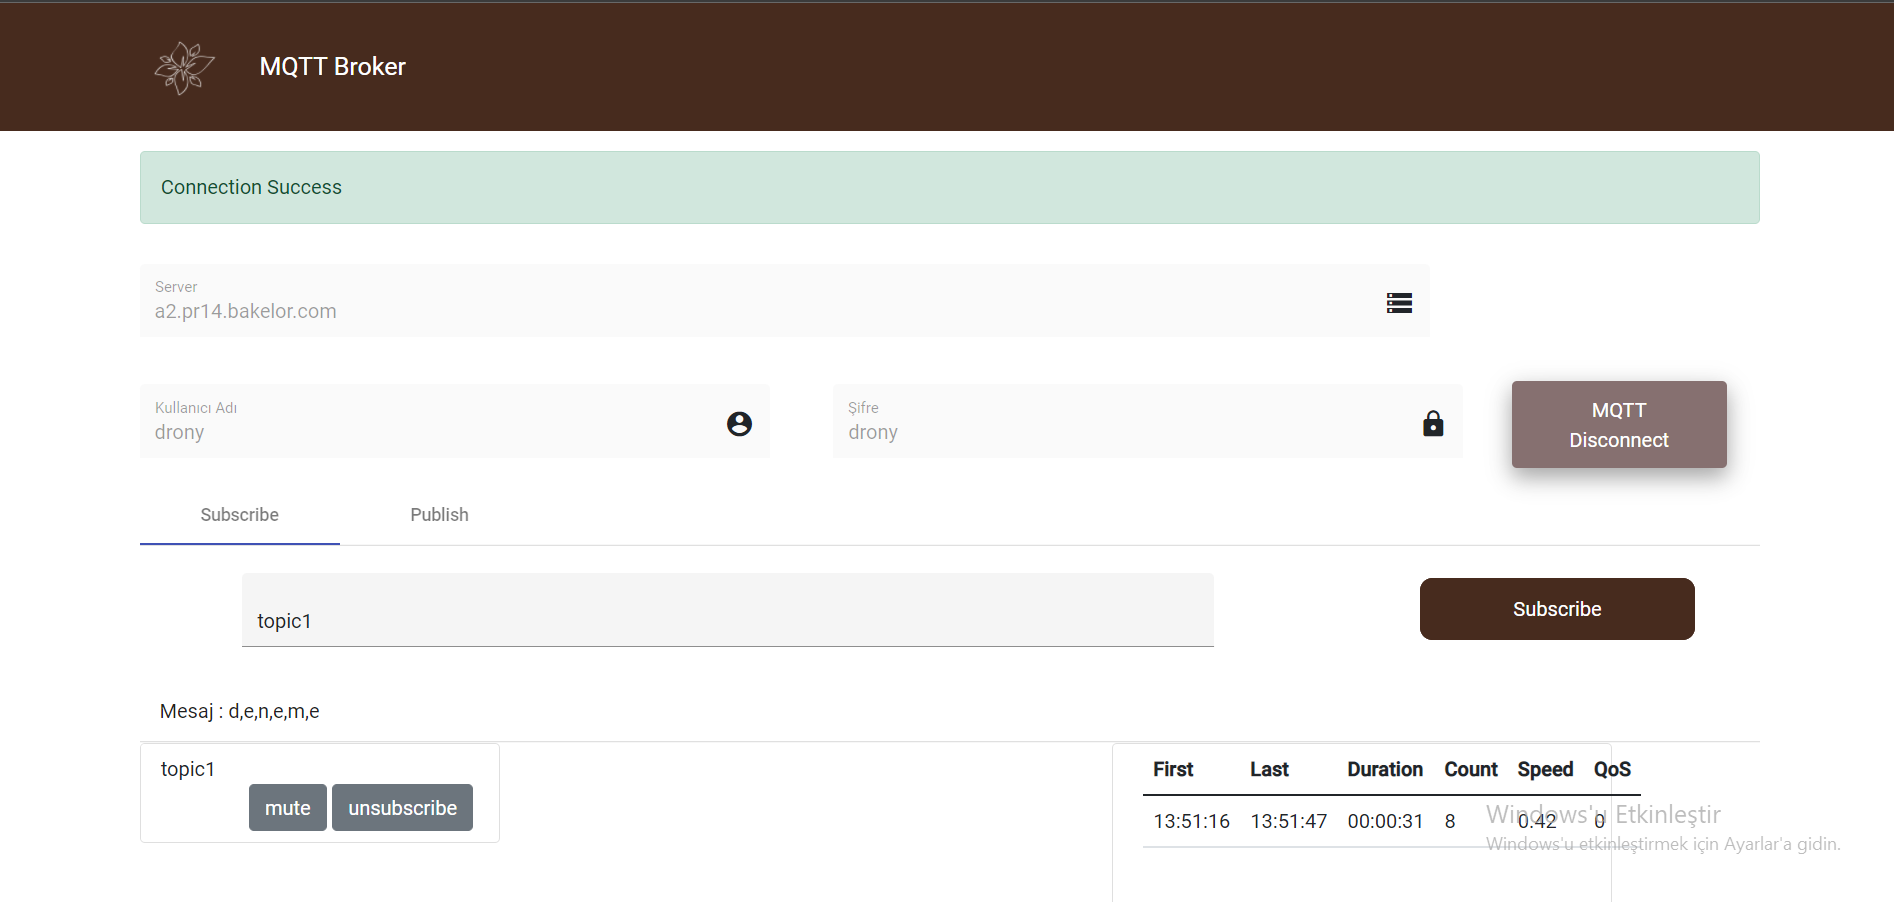 MQTT Broker
Connection Success
Server
a2.pr14.bakelor.com
Kullanıcı Adı
drony
Şifre
drony
MQTT
Disconnect
Subscribe Publish
topic1
Subscribe
Mesaj : d,e,n,e,m,e
topic1
mute unsubscribe
First Last Duration Count Speed QoS
13:51:16 13:51:47 00:00:31 8 0.42 0
Windows'u Etkinleştir
Windows'u etkinleştirmek için Ayarlar'a gidin.